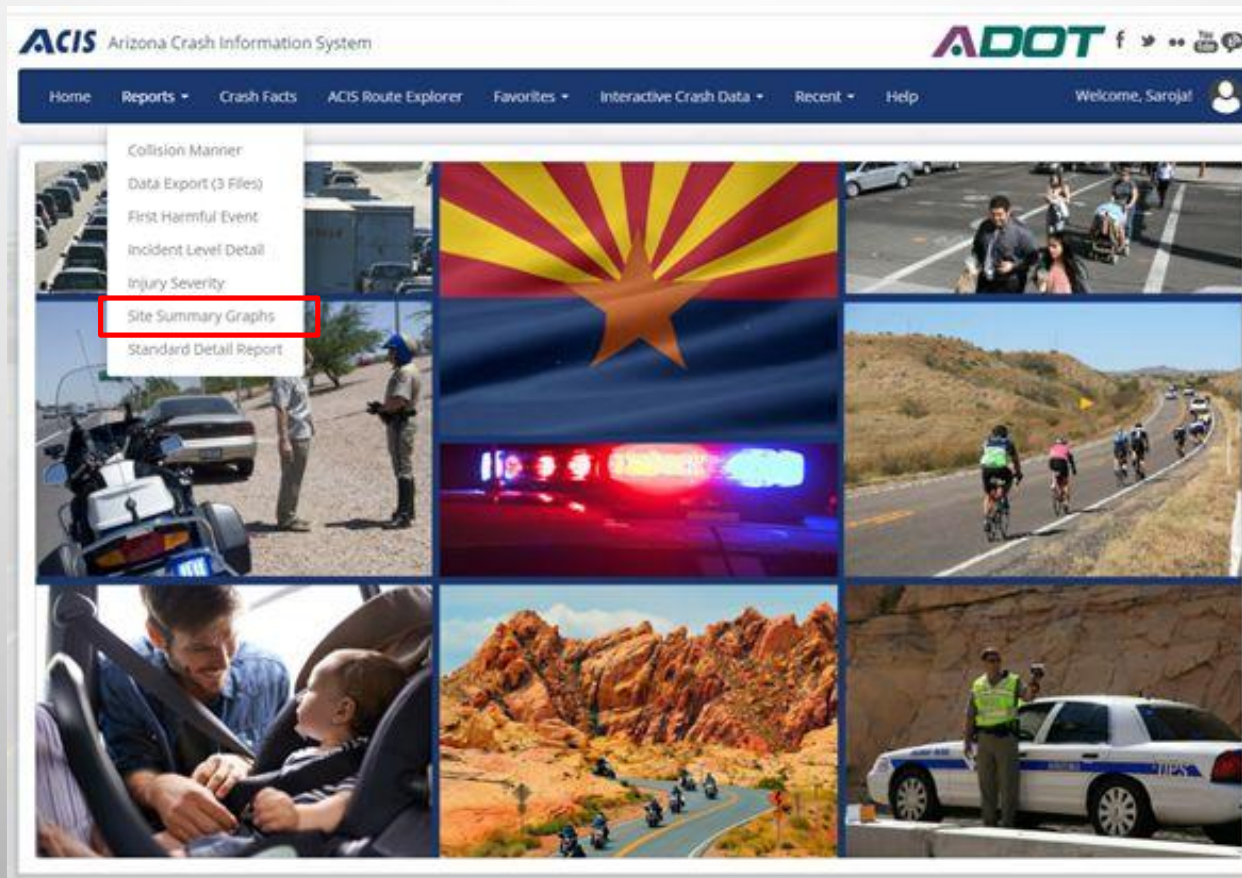 ACIS Arizona Crash Information System
ADOT
You Tube
Home Reports Crash Facts ACIS Route Explorer Favorites Interactive Crash Data Recent Help Welcome, Saroja!
Collision Manner
Data Export (3 Files)
First Harmful Event
Incident Level Detail
Injury Severity
Site Summary Graphs
Standard Detail Report